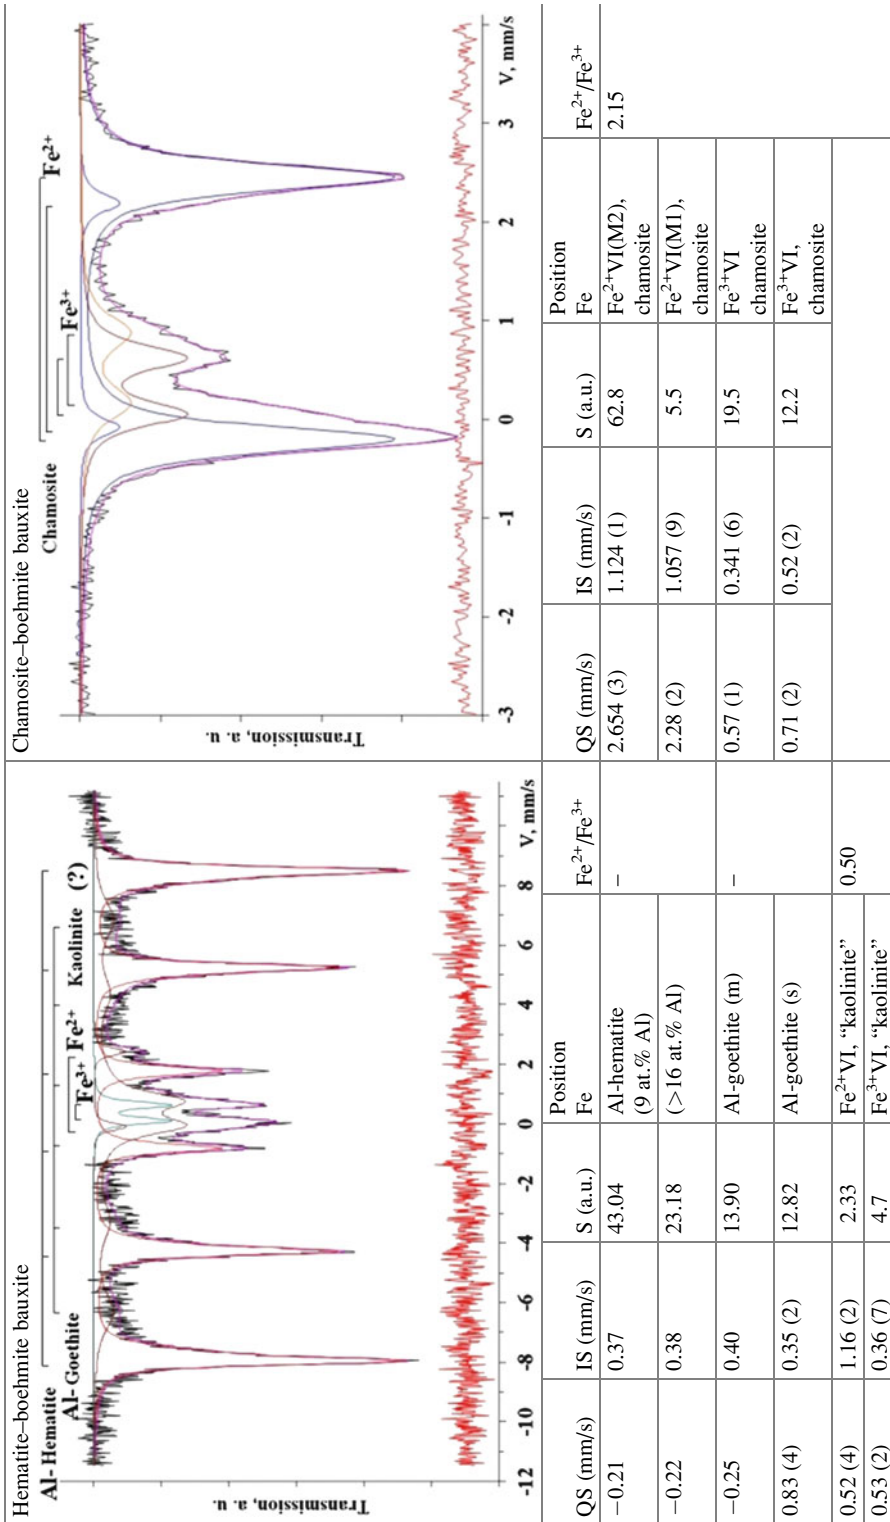 Hematite–boehmite bauxite
Al- Hematite
Al- Goethite
Fe³⁺ Fe²⁺
Kaolinite (?)
Transmission, a. u.
-12 -10 -8 -6 -4 -2 0 2 4 6 8 V, mm/s
QS (mm/s) IS (mm/s) S (a.u.) Position Fe Fe²⁺/Fe³⁺
−0.21 0.37 43.04 Al-hematite (9 at.% Al) –
−0.22 0.38 23.18 (>16 at.% Al)
−0.25 0.40 13.90 Al-goethite (m) –
0.83 (4) 0.35 (2) 12.82 Al-goethite (s)
0.52 (4) 1.16 (2) 2.33 Fe²⁺VI, “kaolinite” 0.50
0.53 (2) 0.36 (7) 4.7 Fe³⁺VI, “kaolinite”
Chamosite–boehmite bauxite
Chamosite
Fe³⁺
Fe²⁺
Transmission, a. u.
-3 -2 -1 0 1 2 3 V, mm/s
QS (mm/s) IS (mm/s) S (a.u.) Position Fe Fe²⁺/Fe³⁺
2.654 (3) 1.124 (1) 62.8 Fe²⁺VI(M2), chamosite 2.15
2.28 (2) 1.057 (9) 5.5 Fe²⁺VI(M1), chamosite
0.57 (1) 0.341 (6) 19.5 Fe³⁺VI chamosite
0.71 (2) 0.52 (2) 12.2 Fe³⁺VI, chamosite